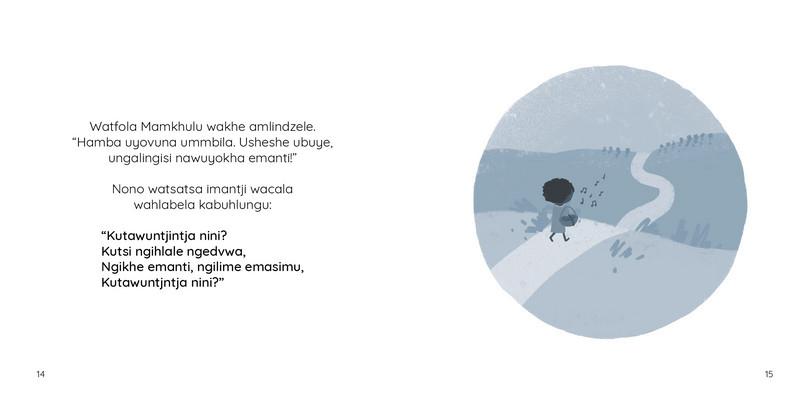 Watfola Mamkhulu wakhe amlindzele.
“Hamba uyovuna ummbila. Usheshe ubuye,
ungalingisi nawuyokha emanti!”
Nono watsatsa imantji wacala
wahlabela kabuhlungu:
“Kutawuntjintja nini?
Kutsi ngihlale ngedvwa,
Ngikhe emanti, ngilime emasimu,
Kutawuntjntja nini?”
14
15